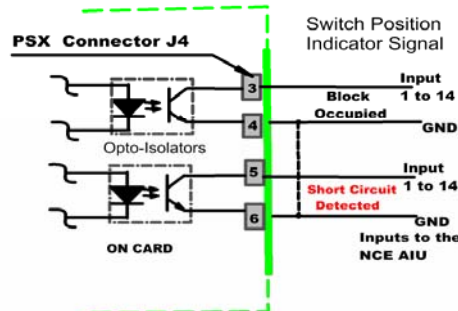 Switch Position
Indicator Signal
PSX Connector J4
3
Input
1 to 14
Block
Occupied
4
GND
Opto-Isolators
5
Input
1 to 14
Short Circuit
Detected
6
GND
ON CARD
Inputs to the
NCE AIU